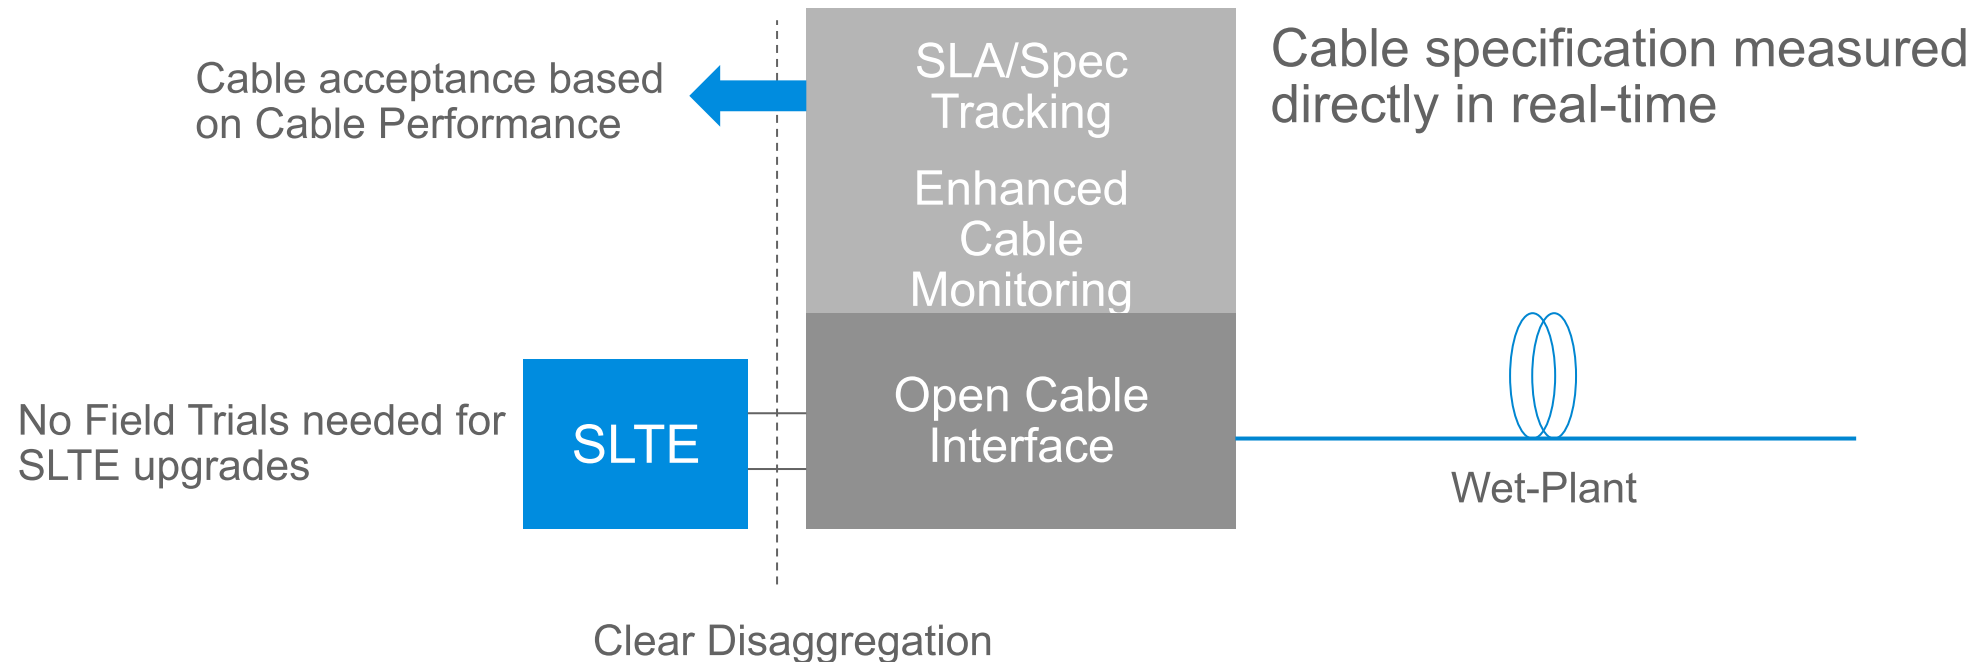 Cable acceptance based
on Cable Performance
SLA/Spec
Tracking
Enhanced
Cable
Monitoring
Cable specification measured
directly in real-time
No Field Trials needed for
SLTE upgrades
SLTE
Open Cable
Interface
Wet-Plant
Clear Disaggregation